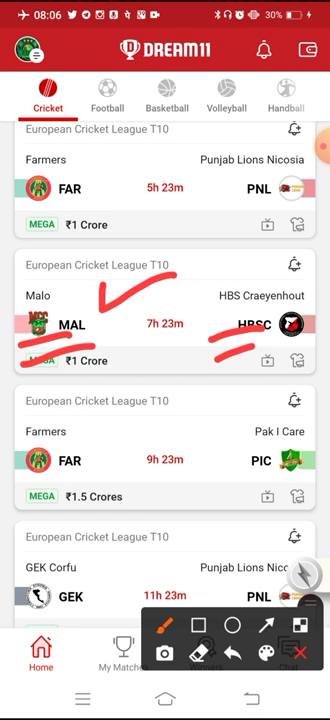 08:06 30%
DREAM11
Cricket Football Basketball Volleyball Handball
European Cricket League T10
Farmers Punjab Lions Nicosia
FAR 5h 23m PNL
MEGA ₹1 Crore
European Cricket League T10
Malo HBS Craeyenhout
MCC MAL 7h 23m HBSC
MEGA ₹1 Crore
European Cricket League T10
Farmers Pak I Care
FAR 9h 23m PIC
MEGA ₹1.5 Crores
European Cricket League T10
GEK Corfu Punjab Lions Nico
GEK 11h 23m PNL
Home My Matches Winners Chat